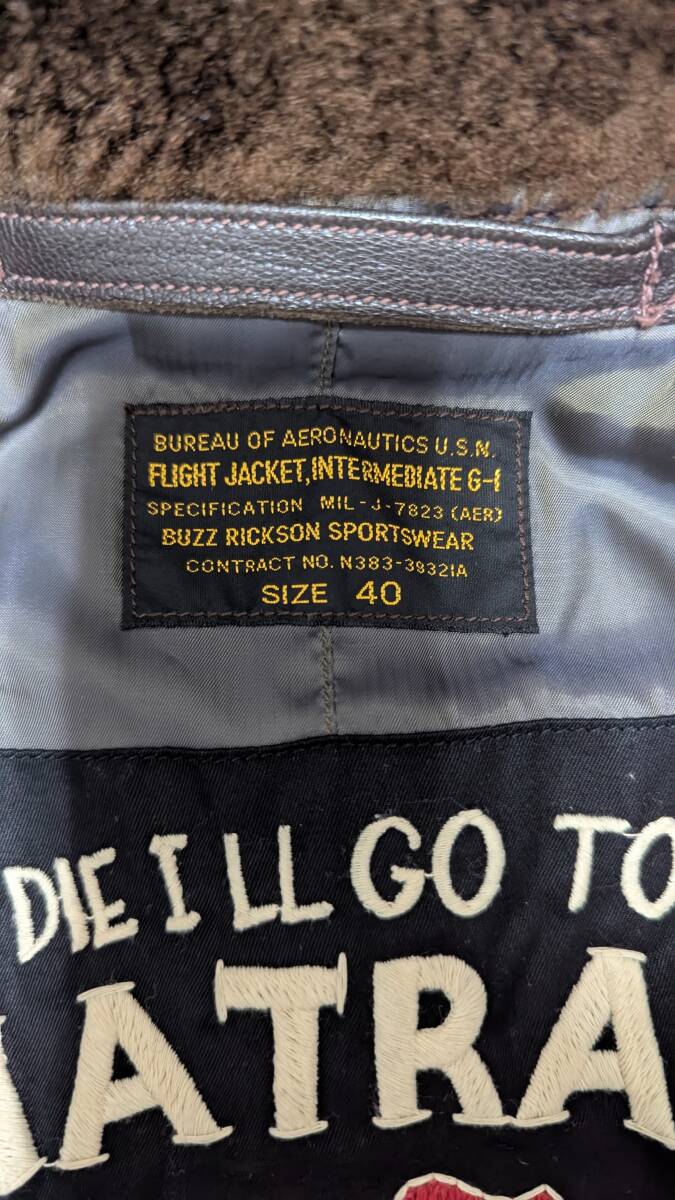 BUREAU OF AERONAUTICS U.S.N.
FLIGHT JACKET, INTERMEDIATE G-1
SPECIFICATION MIL-J-7823 (AER)
BUZZ RICKSON SPORTSWEAR
CONTRACT NO. N383-39321A
SIZE 40
DIE I LL GO TO
ATRA